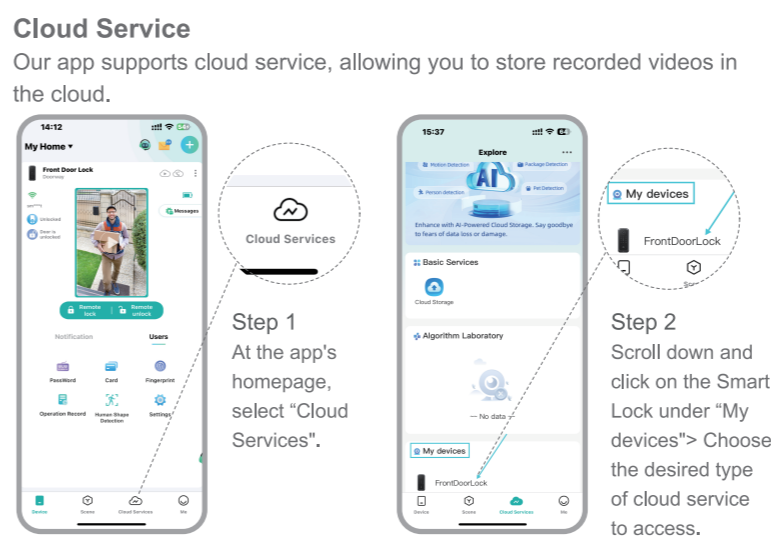 Cloud Service
Our app supports cloud service, allowing you to store recorded videos in
the cloud.
14:12
My Home
Front Door Lock
Doorway
Unlocked
Door is
unlocked
Messages
Remote
lock
Remote
unlock
Notification
Users
PassWord
Card
Fingerprint
Operation Record
Human Shape
Detection
Settings
Device
Scene
Cloud Services
Me
Cloud Services
Step 1
At the app's
homepage,
select “Cloud
Services".
15:37
Explore
Motion Detection
Package Detection
AI
Person detection
Pet Detection
Enhance with AI-Powered Cloud Storage. Say goodbye
to fears of data loss or damage.
Basic Services
Cloud Storage
Algorithm Laboratory
— No data —
My devices
FrontDoorLock
Device
Scene
Cloud Services
Me
My devices
FrontDoorLock
Step 2
Scroll down and
click on the Smart
Lock under “My
devices"> Choose
the desired type
of cloud service
to access.